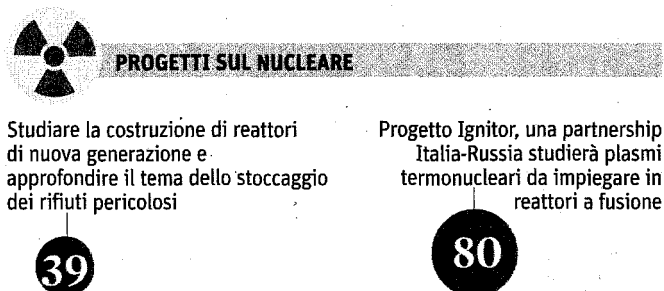 PROGETTI SUL NUCLEARE
Studiare la costruzione di reattori
di nuova generazione e
approfondire il tema dello stoccaggio
dei rifiuti pericolosi
39
Progetto Ignitor, una partnership
Italia-Russia studierà plasmi
termonucleari da impiegare in
reattori a fusione
80